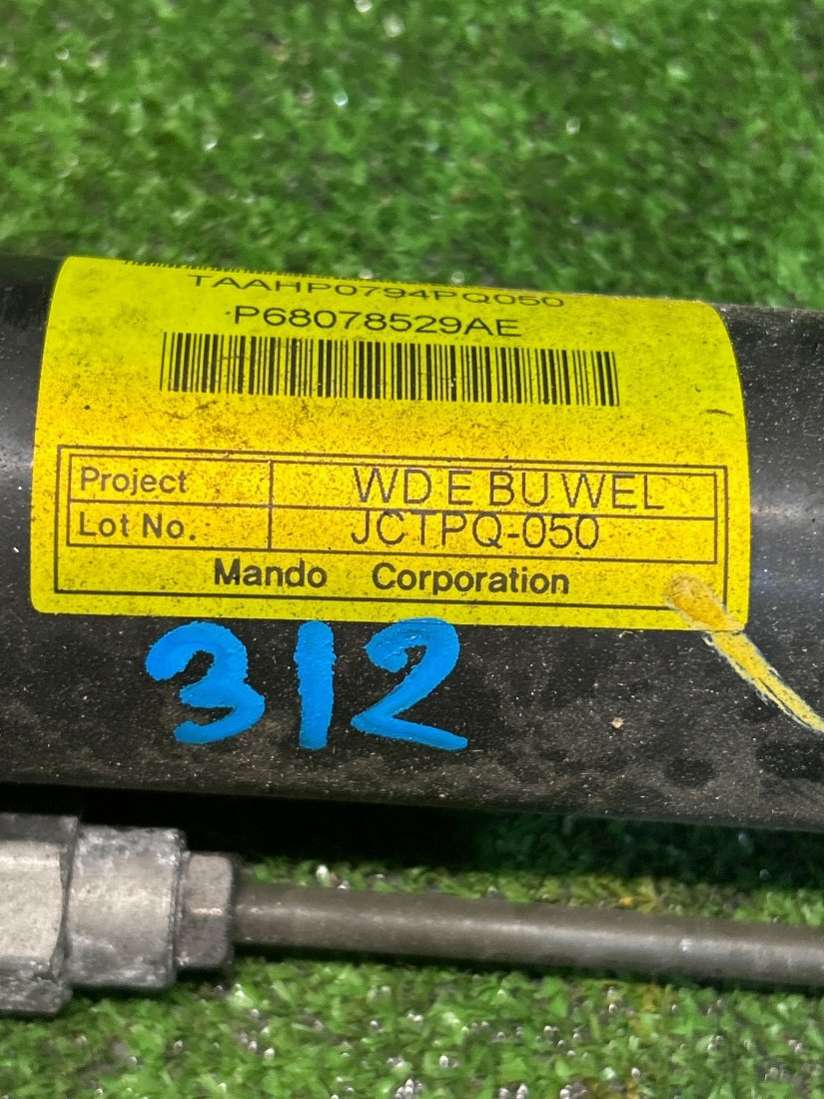 TAAHP0794PQ050
P68078529AE
Project WD E BU WEL
Lot No. JCTPQ-050
Mando Corporation
312